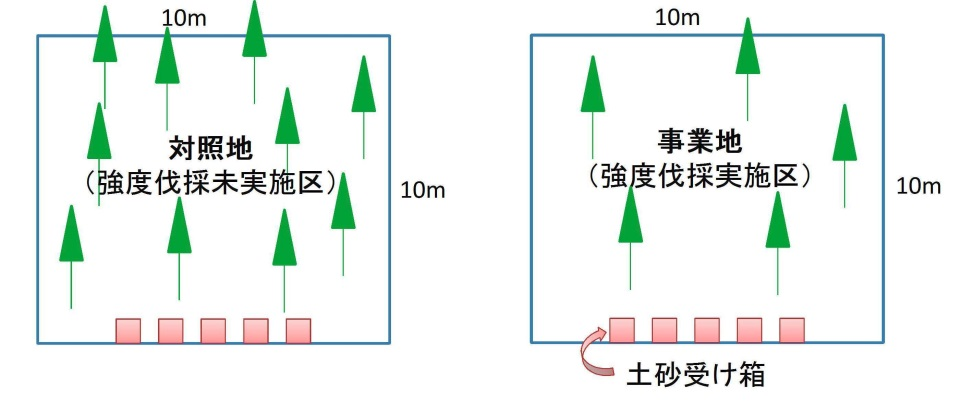 10m
対照地
（強度伐採未実施区）
10m
10m
事業地
（強度伐採実施区）
10m
土砂受け箱